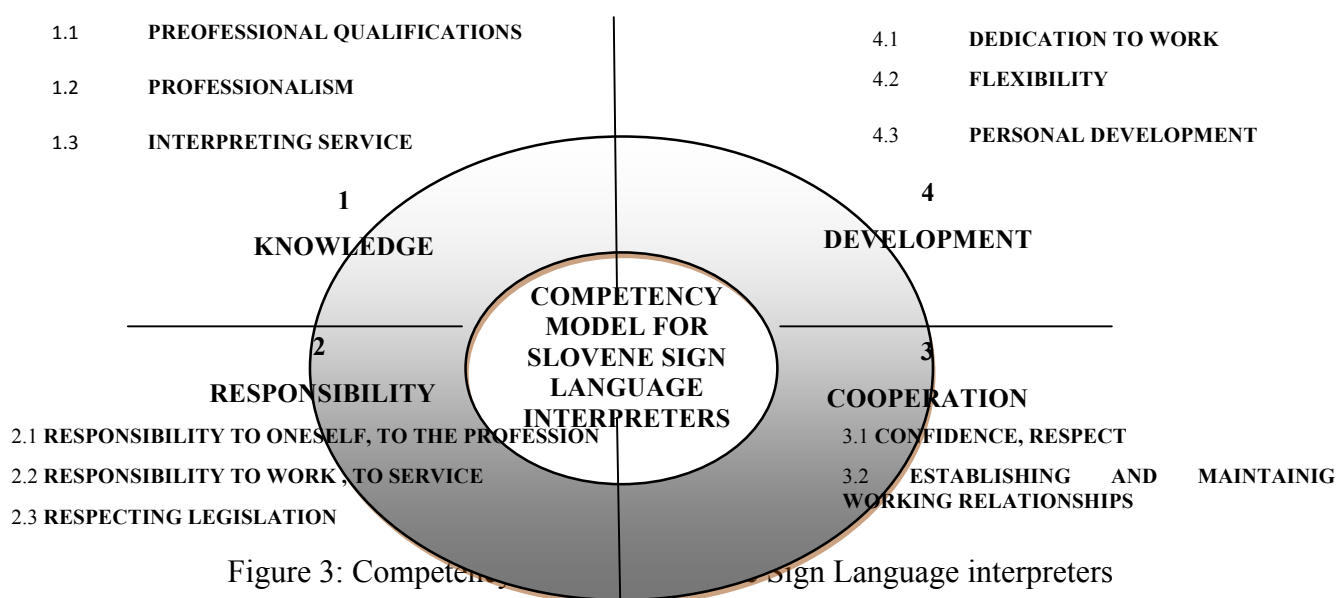 1.1 PREOFESSIONAL QUALIFICATIONS
1.2 PROFESSIONALISM
1.3 INTERPRETING SERVICE
1
KNOWLEDGE
4.1 DEDICATION TO WORK
4.2 FLEXIBILITY
4.3 PERSONAL DEVELOPMENT
4
DEVELOPMENT
COMPETENCY
MODEL FOR
SLOVENE SIGN
LANGUAGE
INTERPRETERS
2
RESPONSIBILITY
2.1 RESPONSIBILITY TO ONESELF, TO THE PROFESSION
2.2 RESPONSIBILITY TO WORK , TO SERVICE
2.3 RESPECTING LEGISLATION
3
COOPERATION
3.1 CONFIDENCE, RESPECT
3.2 ESTABLISHING AND MAINTAINIG
WORKING RELATIONSHIPS
Figure 3: Competency Sign Language interpreters